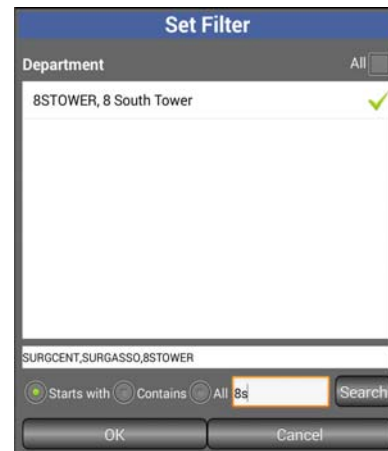 Set Filter
Department All
8STOWER, 8 South Tower
SURGCENT,SURGASSO,8STOWER
Starts with Contains All 8s Search
OK Cancel